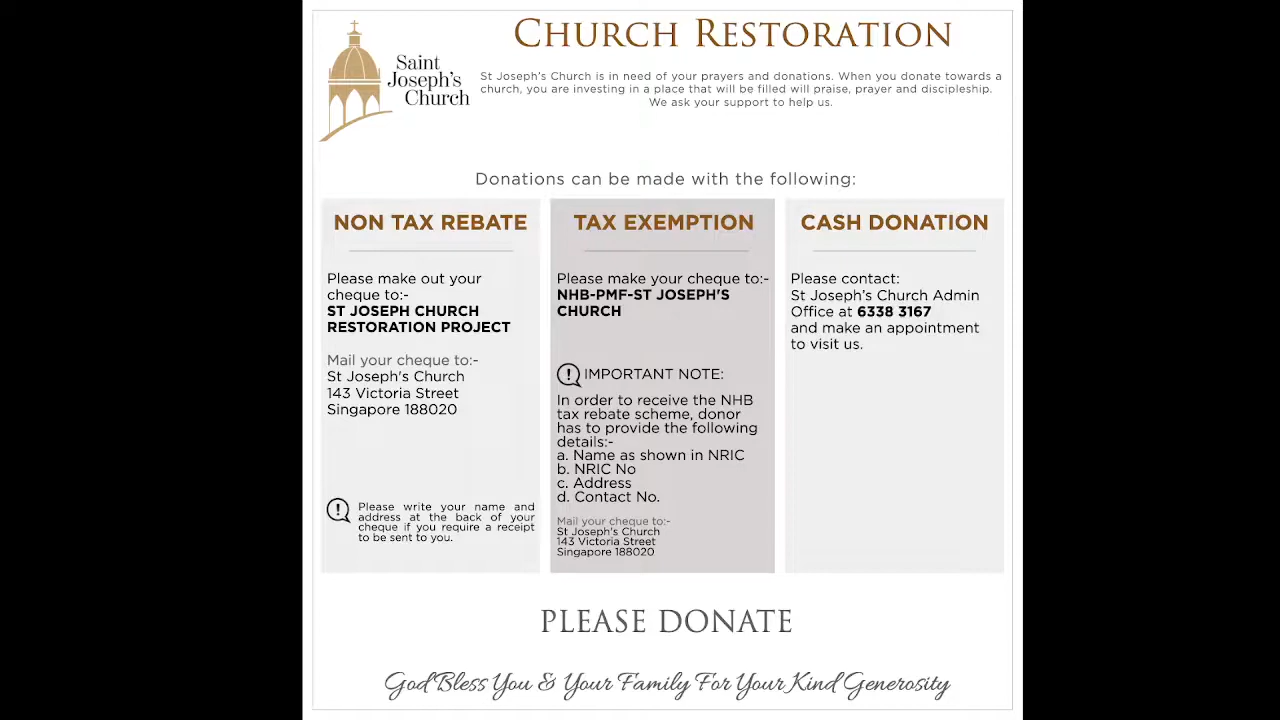 CHURCH RESTORATION
Saint
Joseph's
Church
St Joseph's Church is in need of your prayers and donations. When you donate towards a
church, you are investing in a place that will be filled will praise, prayer and discipleship.
We ask your support to help us.
Donations can be made with the following:
NON TAX REBATE
Please make out your
cheque to:-
ST JOSEPH CHURCH
RESTORATION PROJECT
Mail your cheque to:-
St Joseph's Church
143 Victoria Street
Singapore 188020
Please write your name and
address at the back of your
cheque if you require a receipt
to be sent to you.
TAX EXEMPTION
Please make your cheque to:-
NHB-PMF-ST JOSEPH'S
CHURCH
IMPORTANT NOTE:
In order to receive the NHB
tax rebate scheme, donor
has to provide the following
details:-
a. Name as shown in NRIC
b. NRIC No
c. Address
d. Contact No.
Mail your cheque to:-
St Joseph's Church
143 Victoria Street
Singapore 188020
CASH DONATION
Please contact:
St Joseph's Church Admin
Office at 6338 3167
and make an appointment
to visit us.
PLEASE DONATE
God Bless You & Your Family For Your Kind Generosity